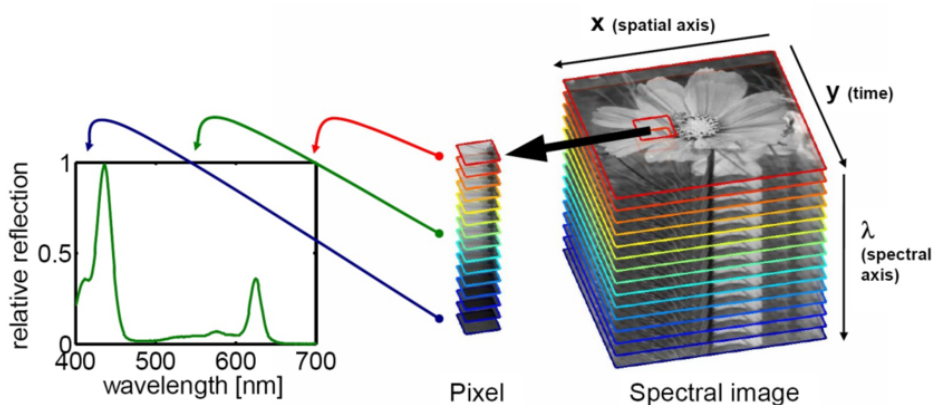 x (spatial axis)
y (time)
λ
(spectral
axis)
relative reflection
1
0.5
0
400 500 600 700
wavelength [nm]
Pixel
Spectral image